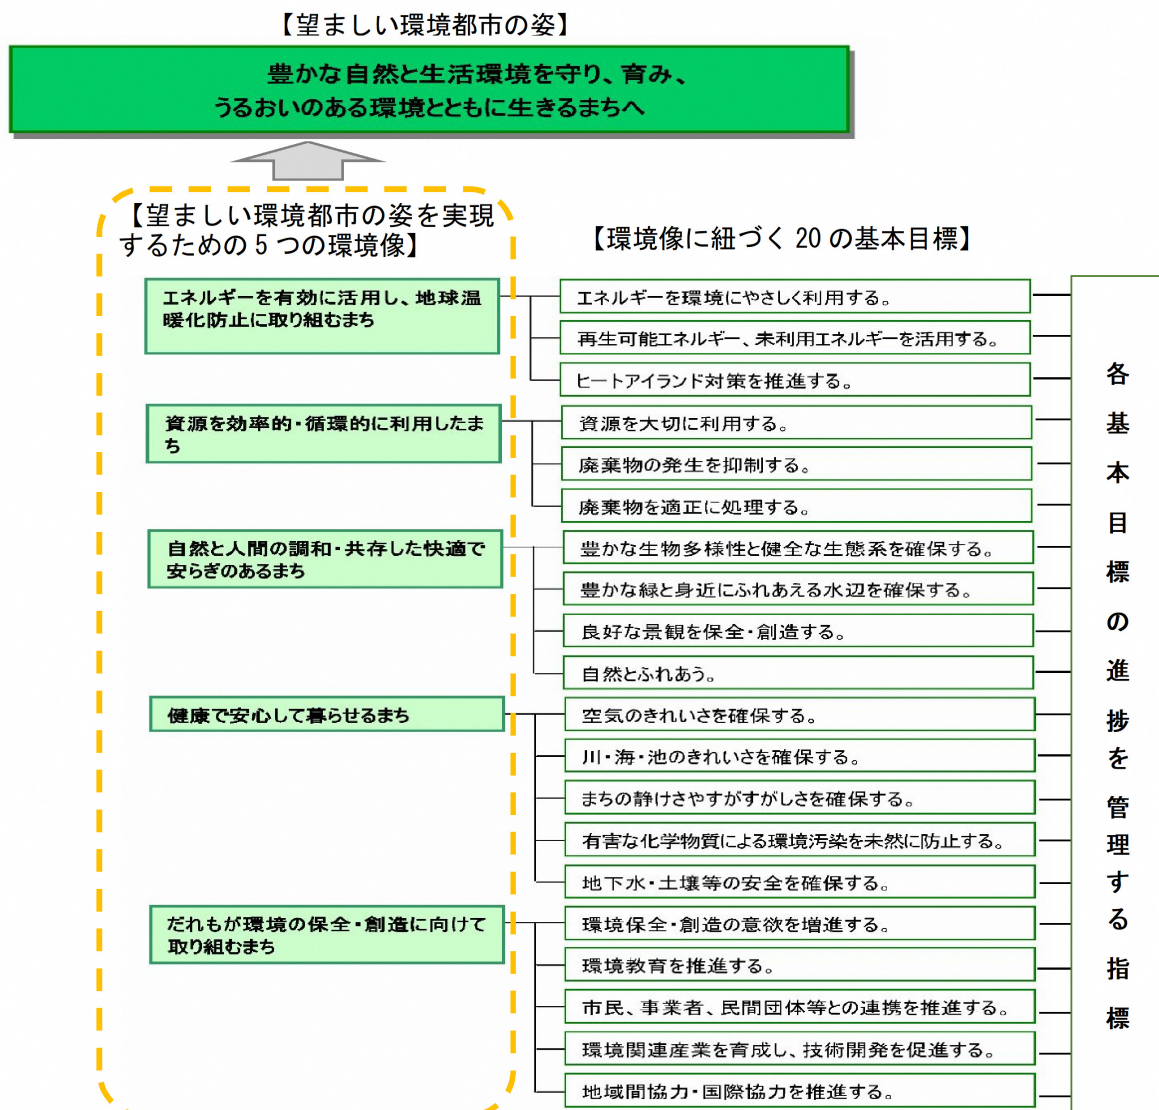 【望ましい環境都市の姿】
豊かな自然と生活環境を守り、育み、
うるおいのある環境とともに生きるまちへ
【望ましい環境都市の姿を実現
するための5つの環境像】
【環境像に紐づく20の基本目標】
エネルギーを有効に活用し、地球温
暖化防止に取り組むまち
エネルギーを環境にやさしく利用する。
再生可能エネルギー、未利用エネルギーを活用する。
ヒートアイランド対策を推進する。
資源を効率的・循環的に利用したま
ち
資源を大切に利用する。
廃棄物の発生を抑制する。
廃棄物を適正に処理する。
自然と人間の調和・共存した快適で
安らぎのあるまち
豊かな生物多様性と健全な生態系を確保する。
豊かな緑と身近にふれあえる水辺を確保する。
良好な景観を保全・創造する。
自然とふれあう。
健康で安心して暮らせるまち
空気のきれいさを確保する。
川・海・池のきれいさを確保する。
まちの静けさやすがすがしさを確保する。
有害な化学物質による環境汚染を未然に防止する。
地下水・土壌等の安全を確保する。
だれもが環境の保全・創造に向けて
取り組むまち
環境保全・創造の意欲を増進する。
環境教育を推進する。
市民、事業者、民間団体等との連携を推進する。
環境関連産業を育成し、技術開発を促進する。
地域間協力・国際協力を推進する。
各基本目標の進捗を管理する指標